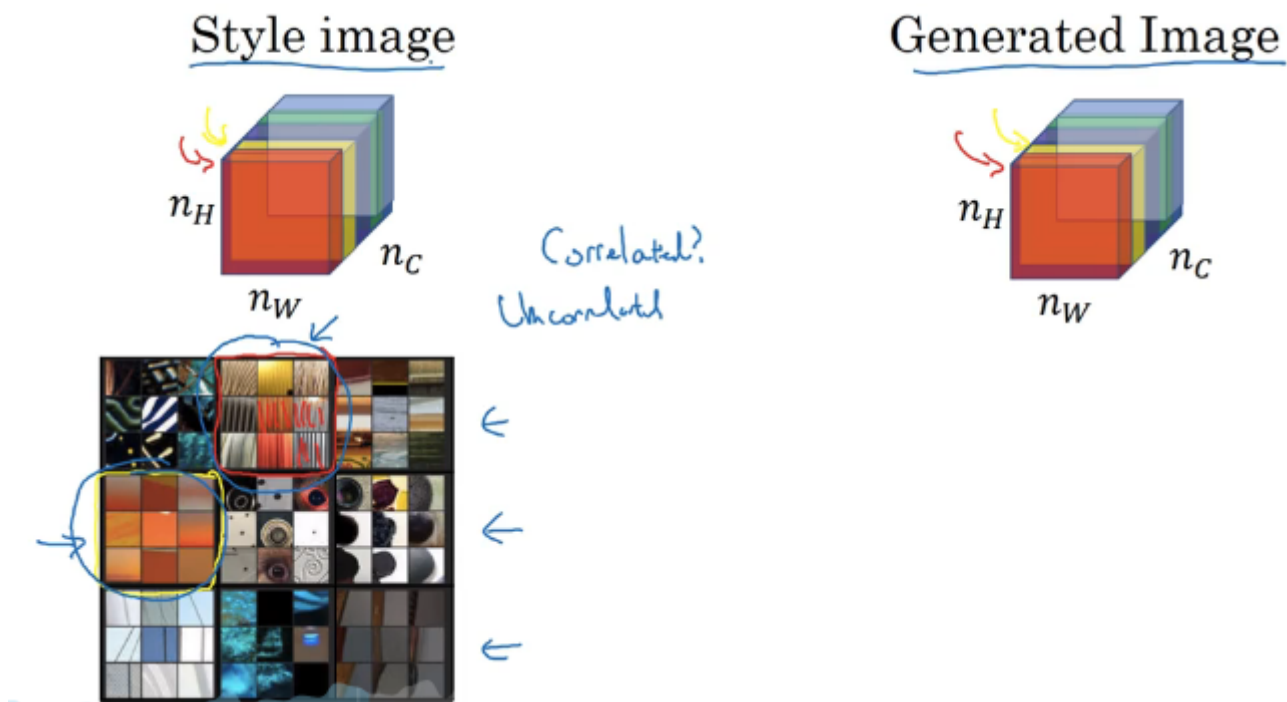 Style image
Generated Image
n_H
n_C
n_W
n_H
n_C
n_W
Correlated?
Uncorrelated